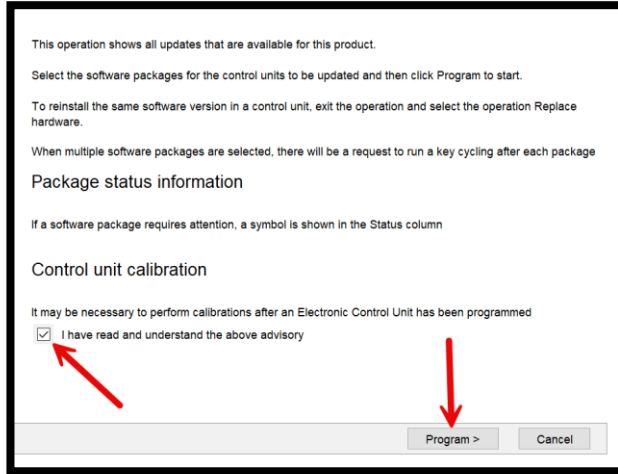 This operation shows all updates that are available for this product.
Select the software packages for the control units to be updated and then click Program to start.
To reinstall the same software version in a control unit, exit the operation and select the operation Replace
hardware.
When multiple software packages are selected, there will be a request to run a key cycling after each package
Package status information
If a software package requires attention, a symbol is shown in the Status column
Control unit calibration
It may be necessary to perform calibrations after an Electronic Control Unit has been programmed
I have read and understand the above advisory
Program >
Cancel